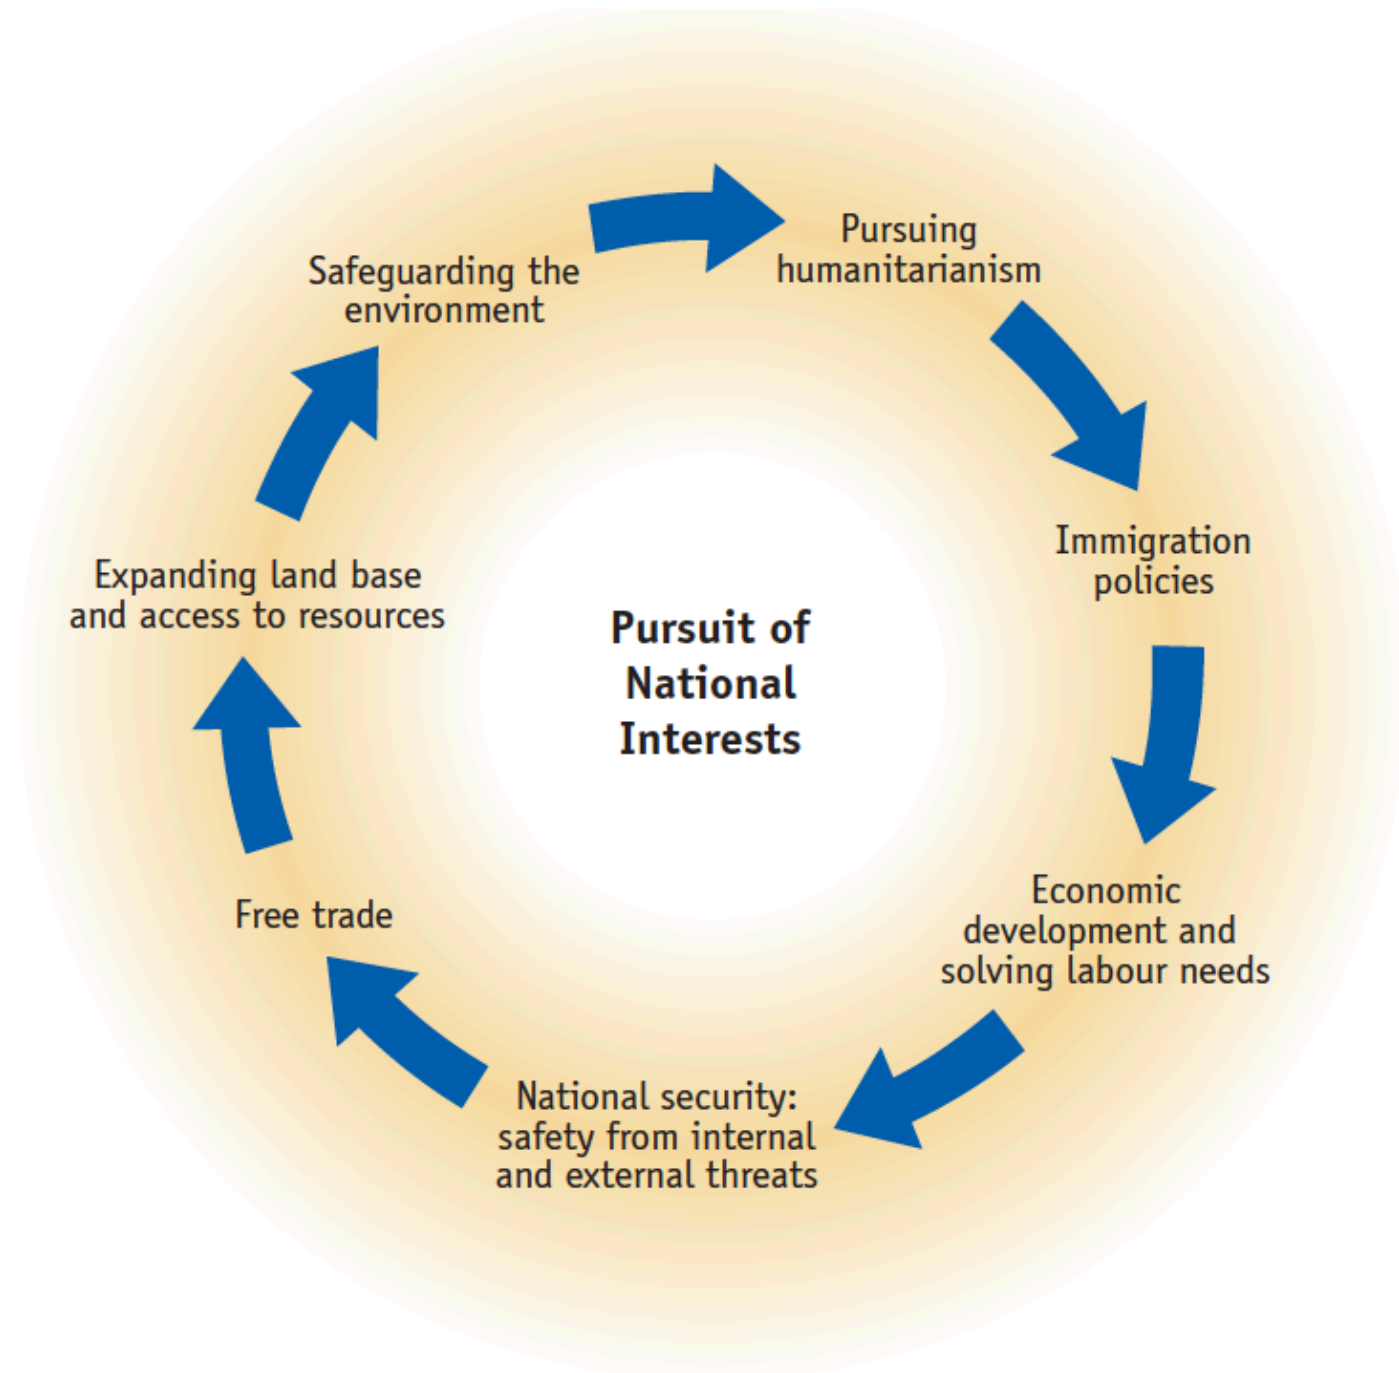 Pursuing
humanitarianism
Safeguarding the
environment
Immigration
policies
Expanding land base
and access to resources
Pursuit of
National
Interests
Economic
development and
solving labour needs
Free trade
National security:
safety from internal
and external threats